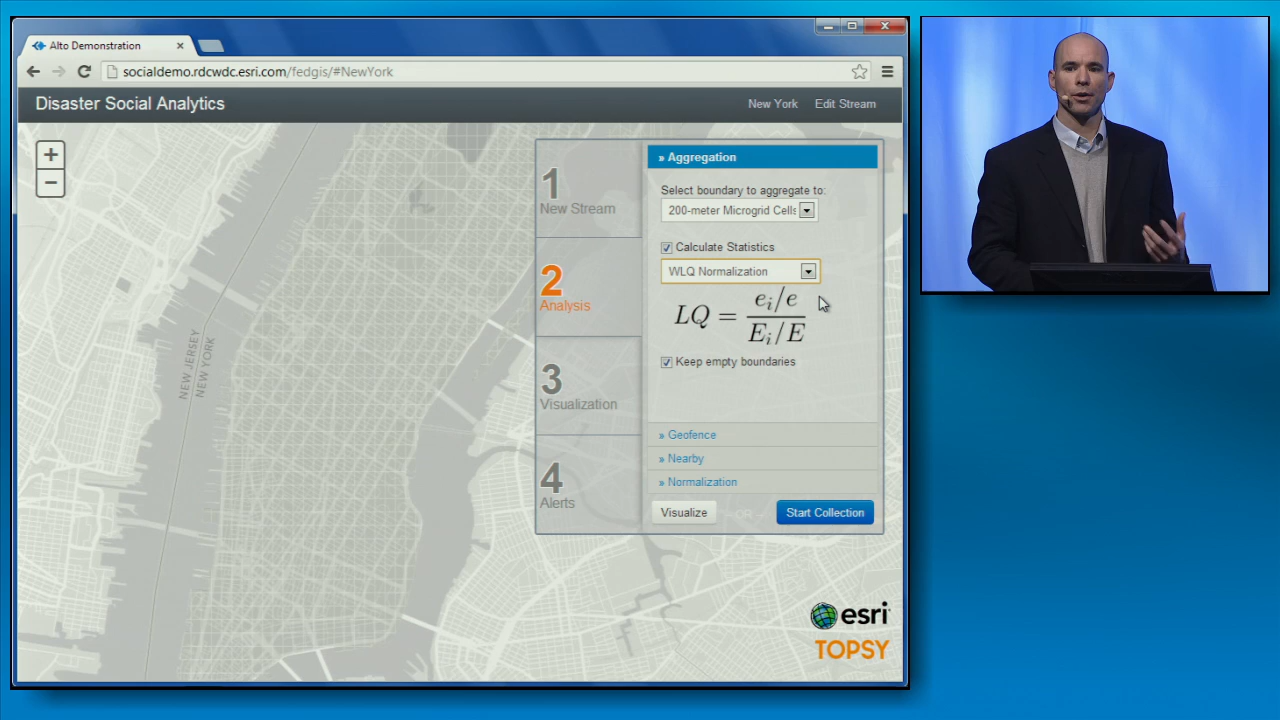 Alto Demonstration
socialdemo.rdcwdc.esri.com/fedgis/#NewYork
Disaster Social Analytics
New York
Edit Stream
+
−
NEW JERSEY
NEW YORK
1
New Stream
2
Analysis
3
Visualization
4
Alerts
» Aggregation
Select boundary to aggregate to:
200-meter Microgrid Cells
Calculate Statistics
WLQ Normalization
LQ = (e_i/e)/(E_i/E)
Keep empty boundaries
» Geofence
» Nearby
» Normalization
Visualize
OR
Start Collection
esri
TOPSY